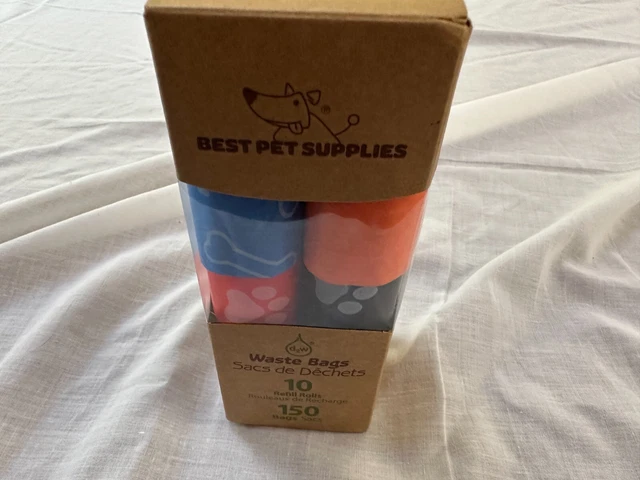 BEST PET SUPPLIES
®
Waste Bags
Sacs de Déchets
10
Refill Rolls
Rouleaux de Recharge
150
Bags Sacs